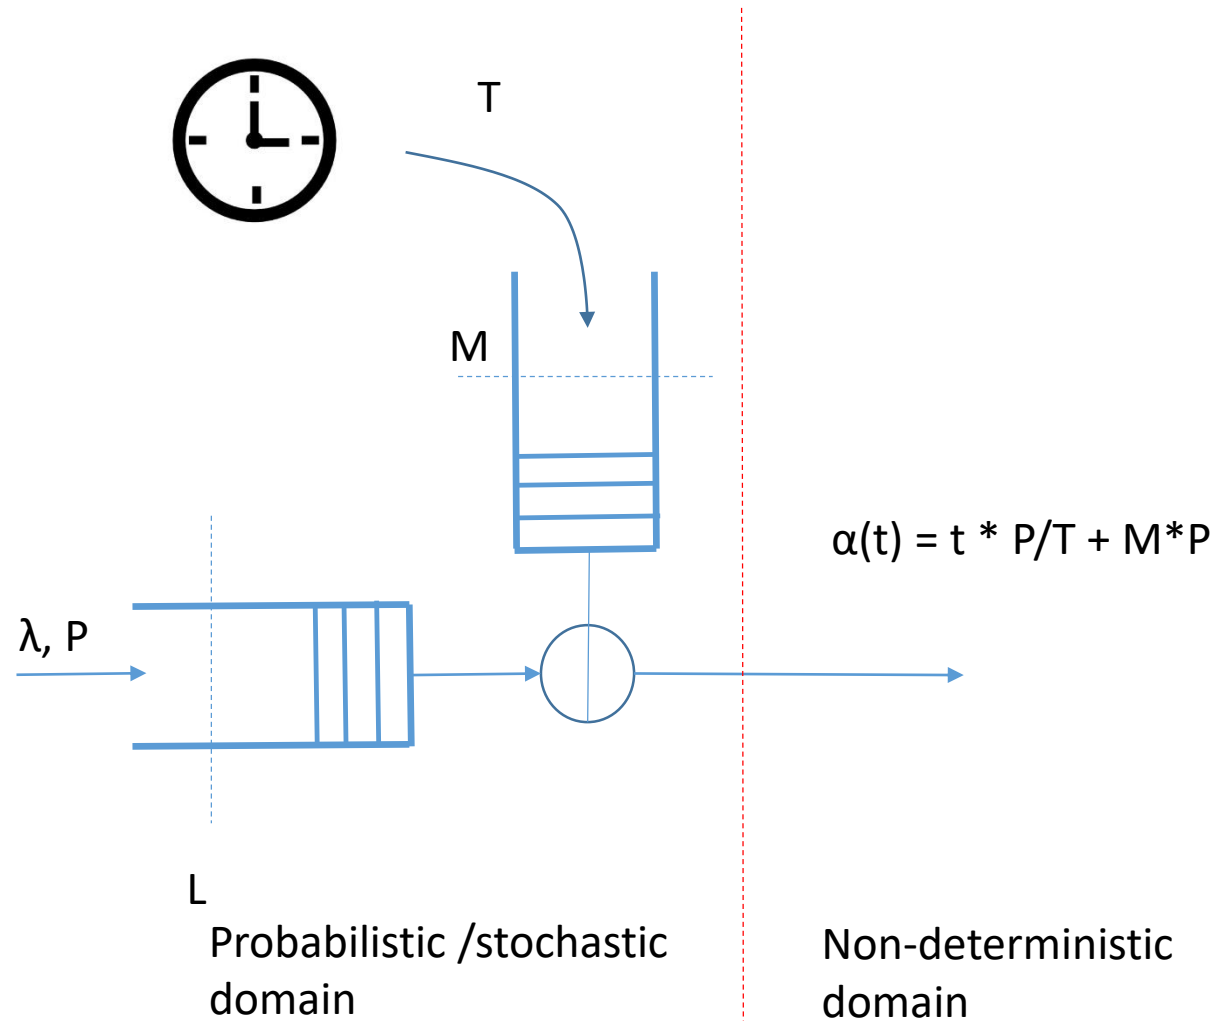 T
M
α(t) = t * P/T + M*P
λ, P
L
Probabilistic /stochastic
domain
Non-deterministic
domain